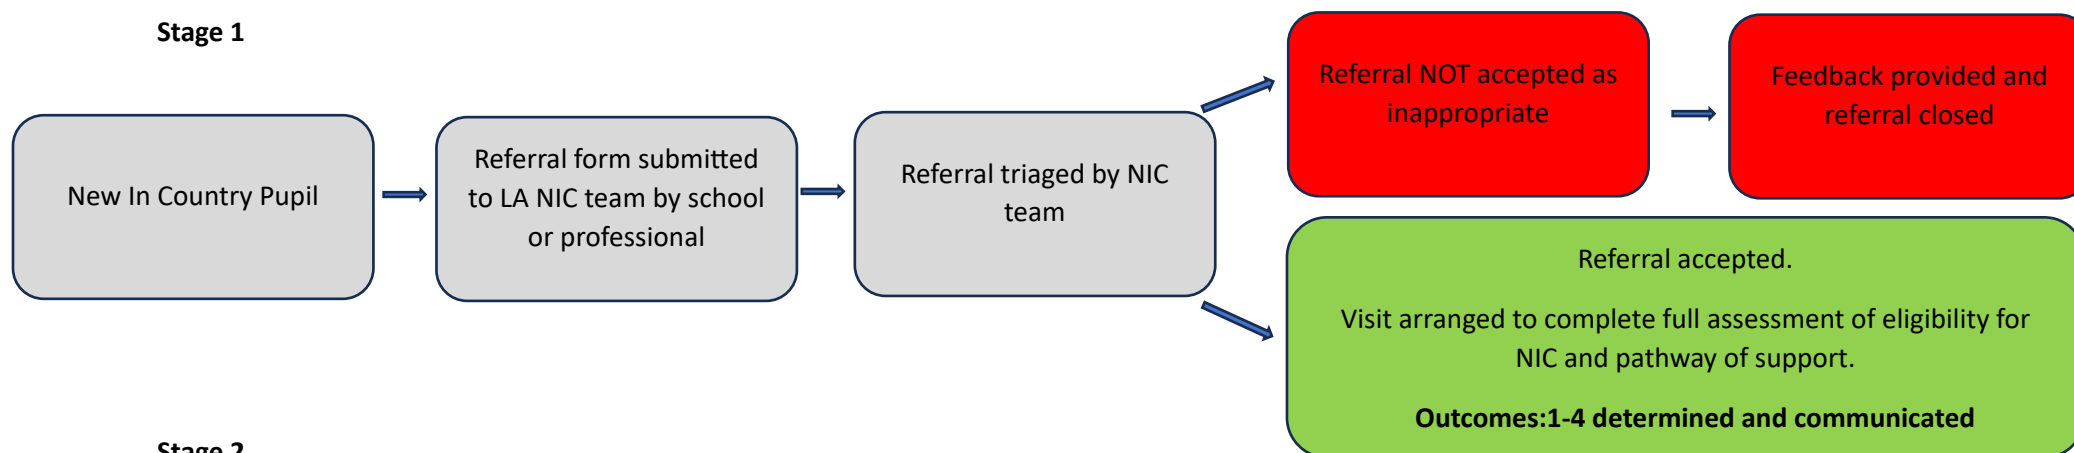 Stage 1
New In Country Pupil
Referral form submitted
to LA NIC team by school
or professional
Referral triaged by NIC
team
Referral NOT accepted as
inappropriate
Feedback provided and
referral closed
Referral accepted.
Visit arranged to complete full assessment of eligibility for
NIC and pathway of support.
Outcomes:1-4 determined and communicated
Stage 2